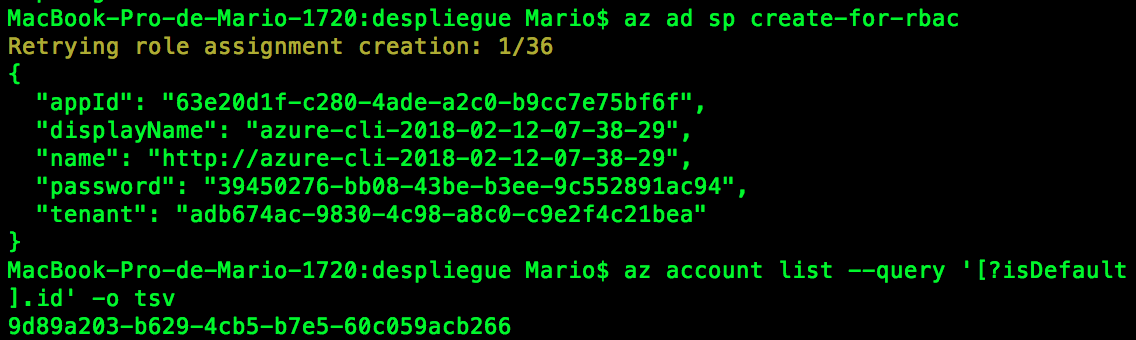 MacBook-Pro-de-Mario-1720:despliegue Mario$ az ad sp create-for-rbac
Retrying role assignment creation: 1/36
{
  "appId": "63e20d1f-c280-4ade-a2c0-b9cc7e75bf6f",
  "displayName": "azure-cli-2018-02-12-07-38-29",
  "name": "http://azure-cli-2018-02-12-07-38-29",
  "password": "39450276-bb08-43be-b3ee-9c552891ac94",
  "tenant": "adb674ac-9830-4c98-a8c0-c9e2f4c21bea"
}
MacBook-Pro-de-Mario-1720:despliegue Mario$ az account list --query '[?isDefault
].id' -o tsv
9d89a203-b629-4cb5-b7e5-60c059acb266